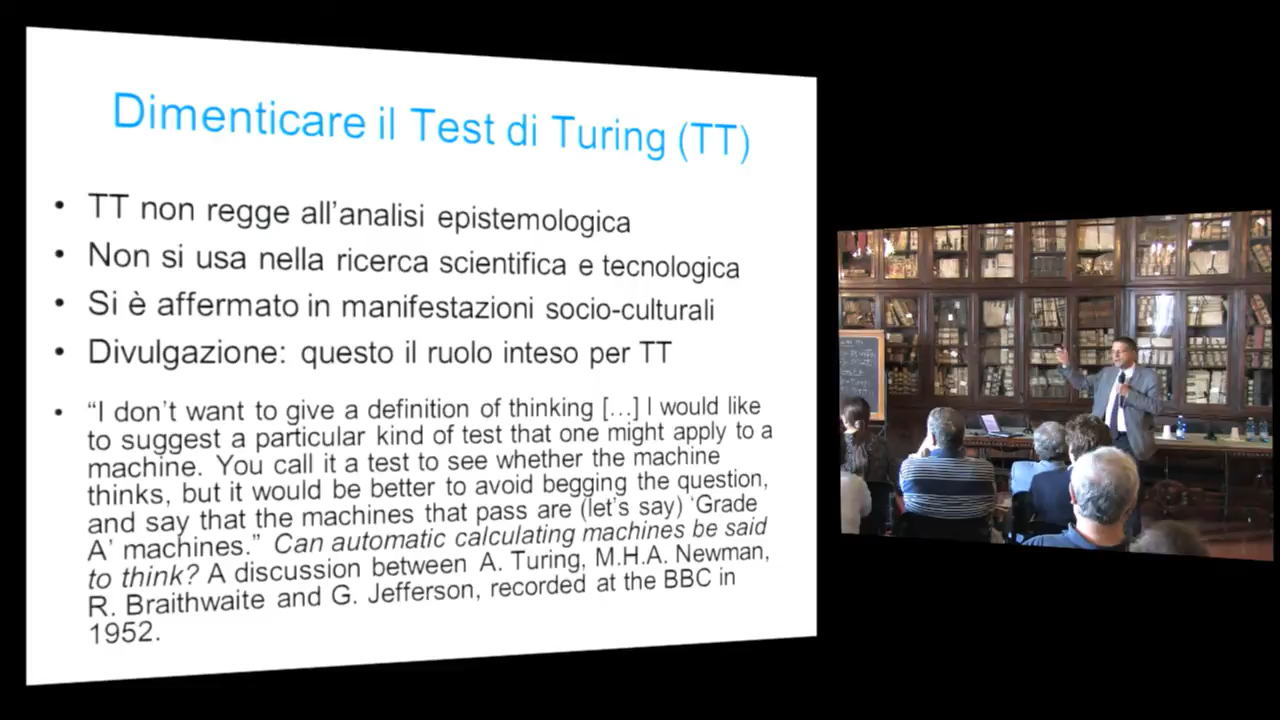 Dimenticare il Test di Turing (TT)
• TT non regge all’analisi epistemologica
• Non si usa nella ricerca scientifica e tecnologica
• Si è affermato in manifestazioni socio-culturali
• Divulgazione: questo il ruolo inteso per TT
• “I don’t want to give a definition of thinking […] I would like
to suggest a particular kind of test that one might apply to a
machine. You call it a test to see whether the machine
thinks, but it would be better to avoid begging the question,
and say that the machines that pass are (let’s say) ‘Grade
A’ machines.” Can automatic calculating machines be said
to think? A discussion between A. Turing, M.H.A. Newman,
R. Braithwaite and G. Jefferson, recorded at the BBC in
1952.